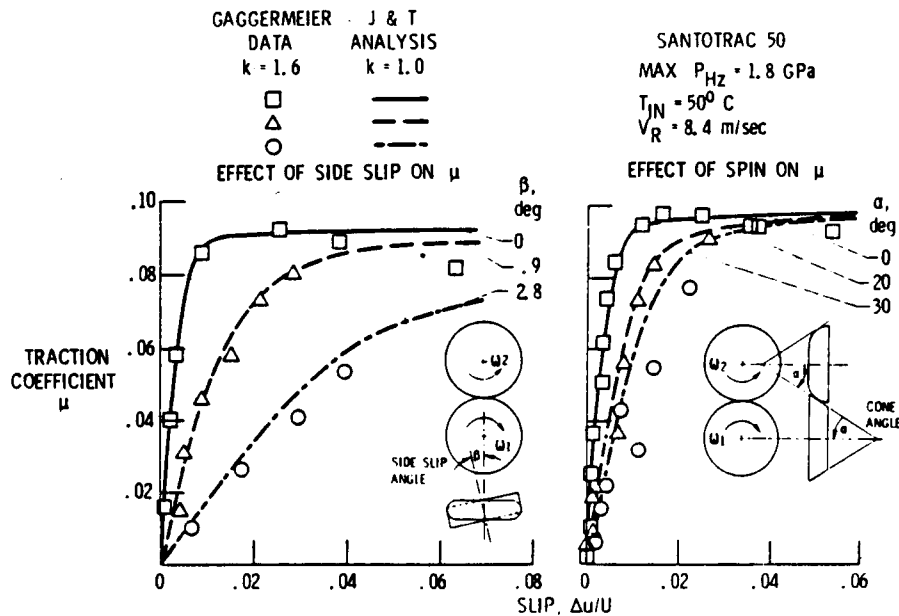 GAGGERMEIER DATA k = 1.6
J & T ANALYSIS k = 1.0
SANTOTRAC 50
MAX P_Hz = 1.8 GPa
T_IN = 50° C
V_R = 8.4 m/sec
EFFECT OF SIDE SLIP ON μ
EFFECT OF SPIN ON μ
TRACTION COEFFICIENT μ
.10
.08
.06
.04
.02
β, deg
0
.9
2.8
ω2
ω1
β
SIDE SLIP ANGLE
0
.02
.04
.06
.08
α, deg
0
20
30
ω2
α
ω1
α
CONE ANGLE
0
.02
.04
.06
SLIP, Δu/U